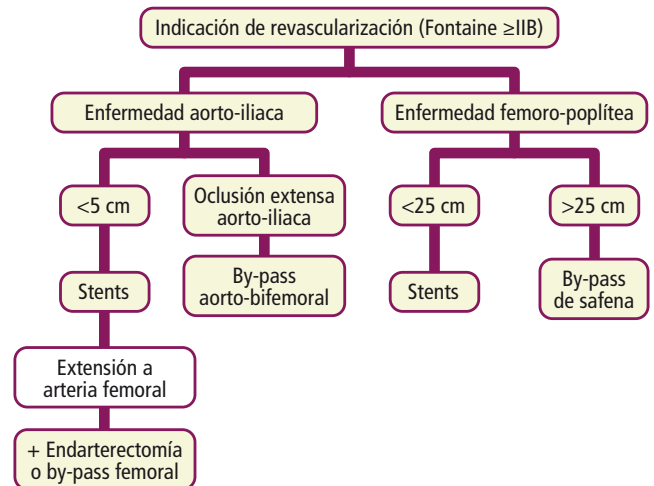 Indicación de revascularización (Fontaine ≥IIB)
Enfermedad aorto-iliaca
Enfermedad femoro-poplítea
<5 cm
Oclusión extensa
aorto-iliaca
<25 cm
>25 cm
Stents
By-pass
aorto-bifemoral
Stents
By-pass
de safena
Extensión a
arteria femoral
+ Endarterectomía
o by-pass femoral